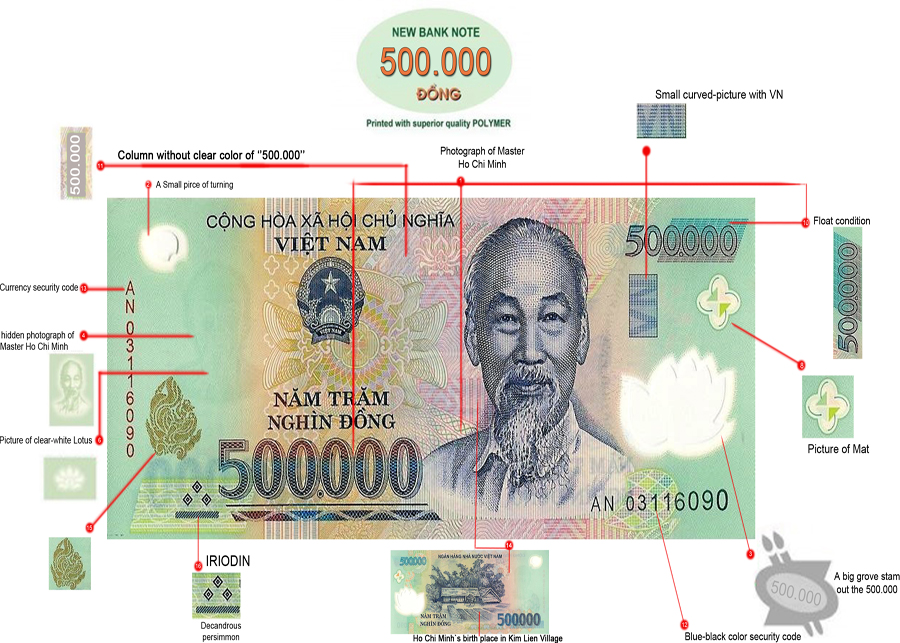 NEW BANK NOTE
500.000
ĐỒNG
Printed with superior quality POLYMER
Small curved-picture with VN
500.000
11
Column without clear color of "500.000"
Photograph of Master
Ho Chi Minh
2 A Small pirce of turning
1
10 Float condition
CỘNG HÒA XÃ HỘI CHỦ NGHĨA
VIỆT NAM
500000
500000
Currency security code 13
AN 03116090
VIỆT NAM
hidden photograph of
Master Ho Chi Minh
4
NĂM TRĂM
NGHÌN ĐỒNG
Picture of clear-white Lotus 6
Picture of Mat
500.000
AN 03116090
15
16 IRIODIN
Decandrous
persimmon
14
NGÂN HÀNG NHÀ NƯỚC VIỆT NAM
500000
NĂM TRĂM
NGHÌN ĐỒNG
500000
Ho Chi Minh`s birth place in Kim Lien Village
3
500.000
A big grove stam
out the 500.000
12
Blue-black color security code